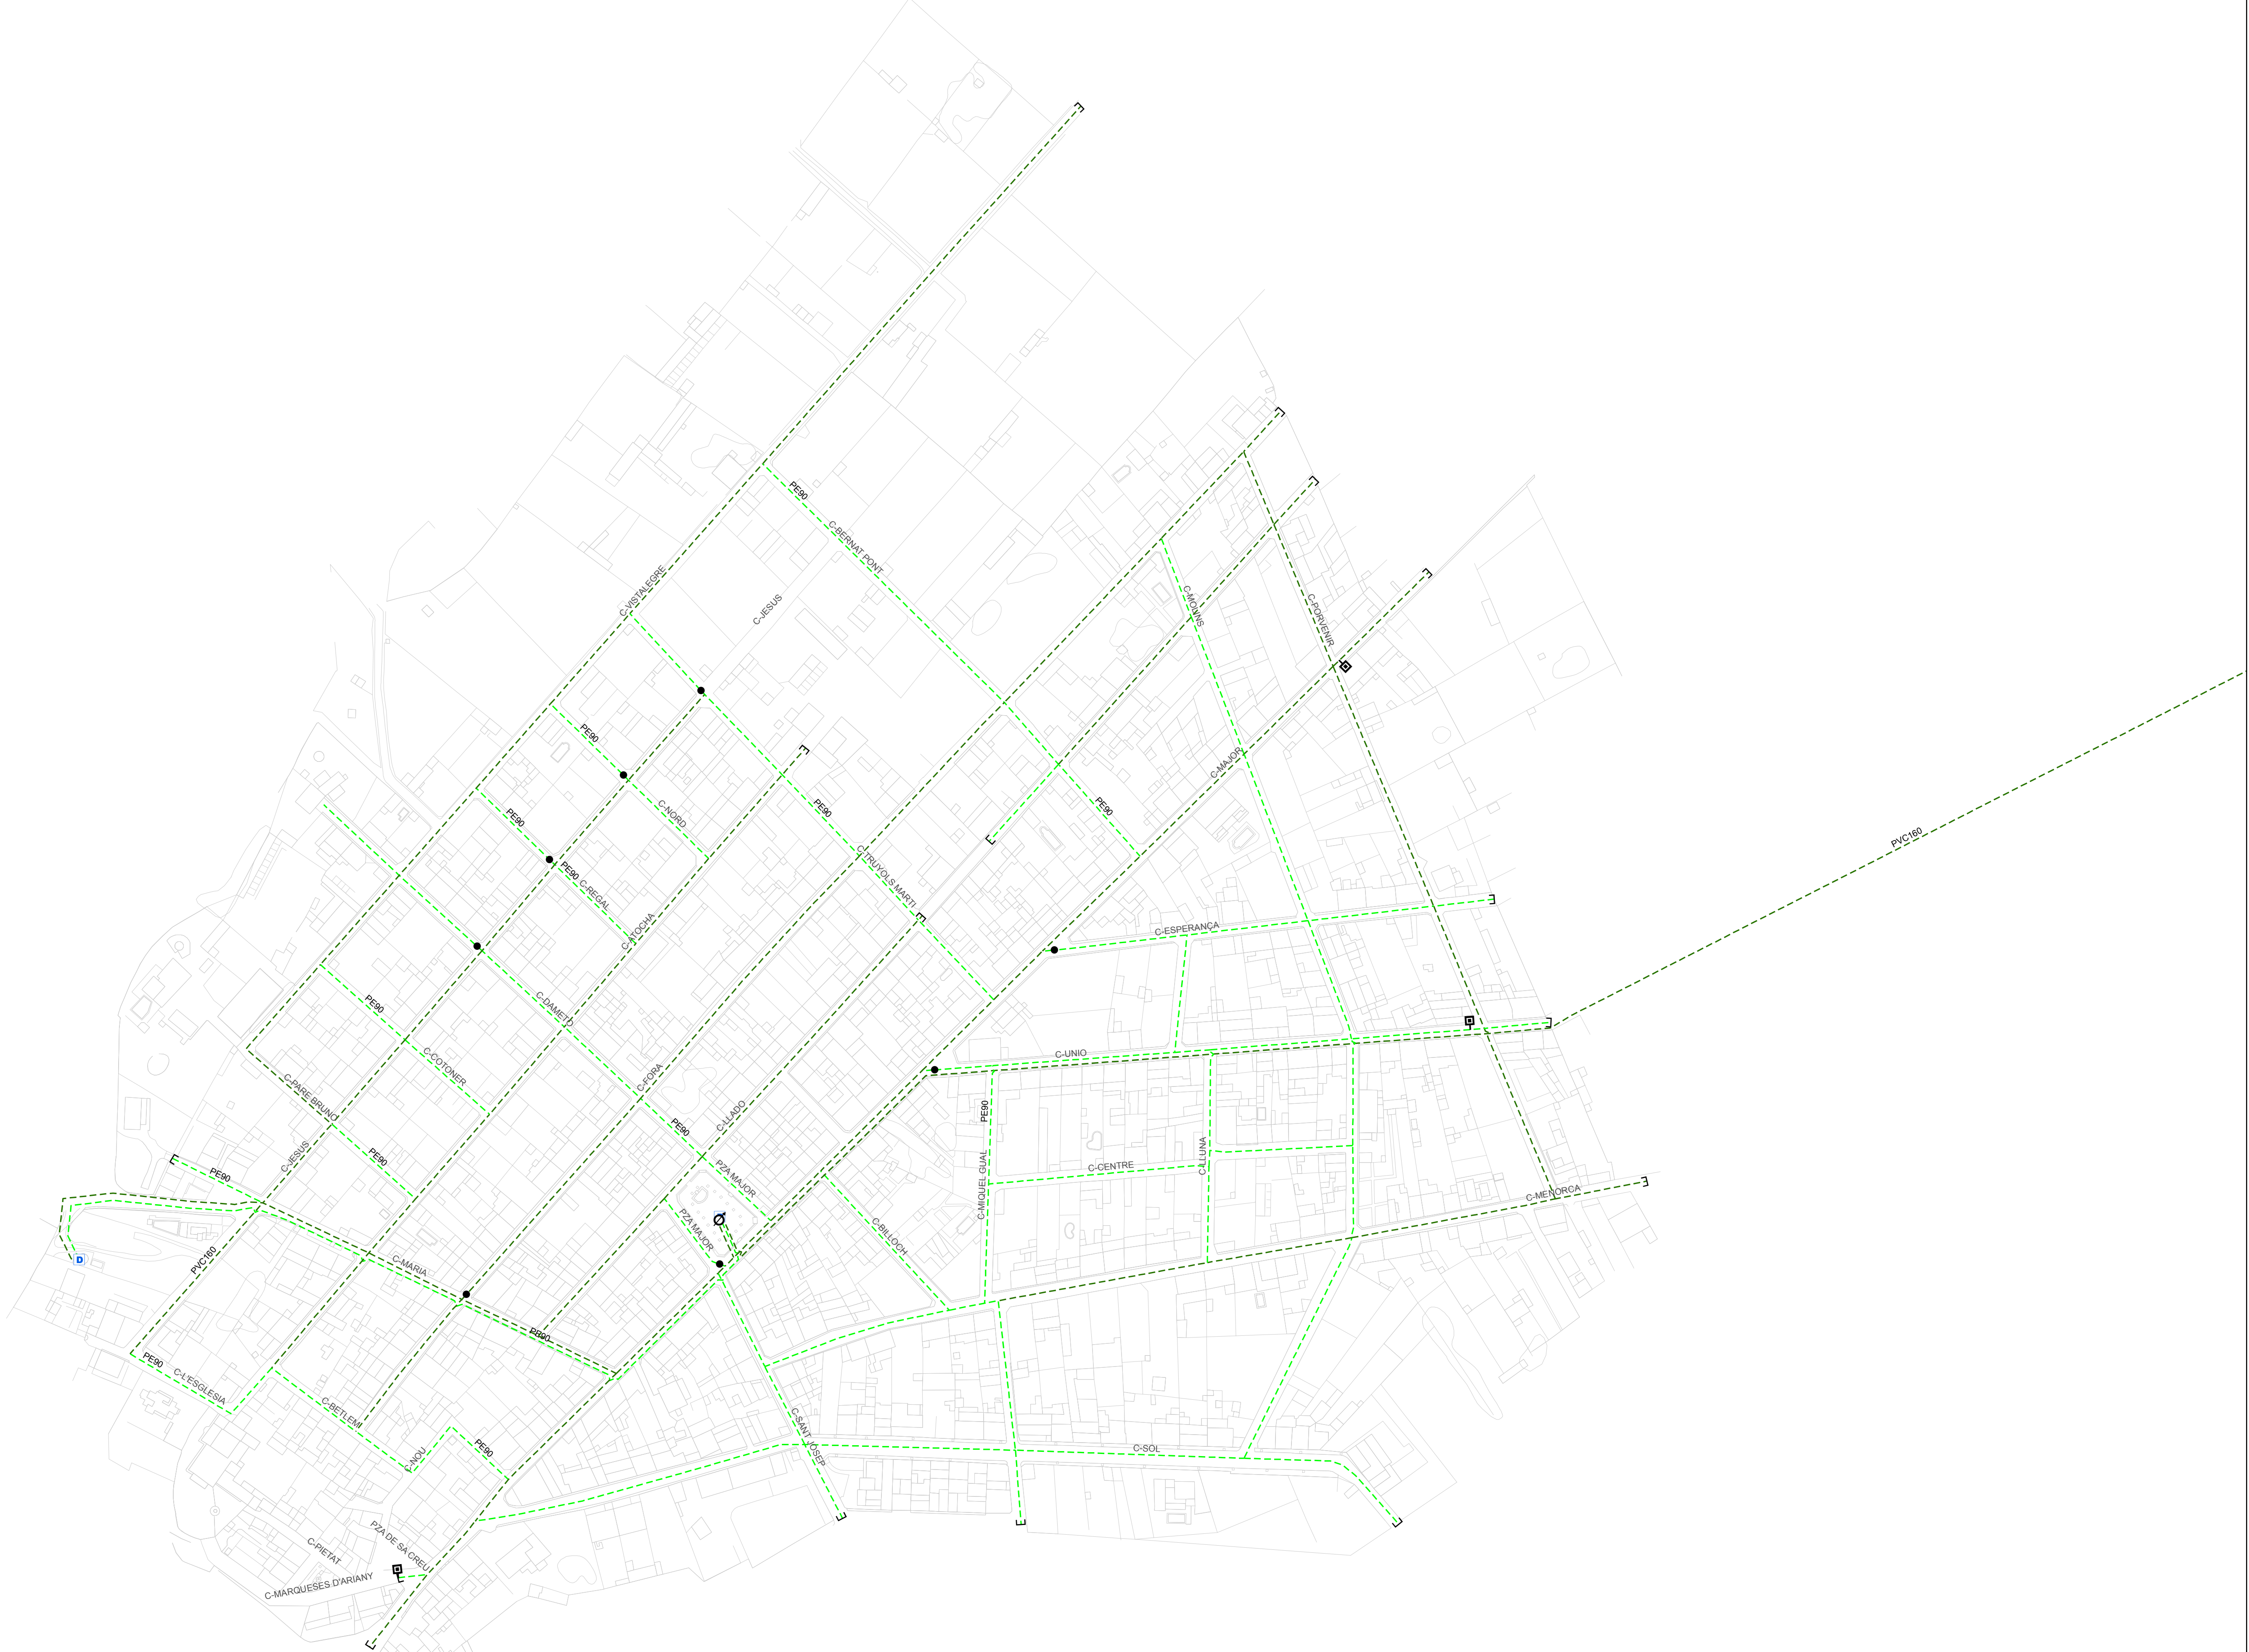 PE90
C-BERNAT PONT
C-VISTALEGRE
C-JESUS
C-MOLINS
C-PORVENIR
PE90
C-MAJOR
PE90
C-NORD
PE90
PE90
PE90
PVC160
C-TRUYOLS MARTI
PE90
C-REGAL
C-ATOCHA
C-ESPERANÇA
PE90
C-DAMETO
C-UNIO
C-COTONER
C-FORA
C-PARE BRUNO
PE90
C-LLADO
PE90
C-JESUS
PE90
C-LLUNA
C-CENTRE
PE90
PZA MAJOR
C-MIQUEL GUAL
C-MENORCA
PZA MAJOR
C-BILLOCH
PVC160
D
C-MARIA
PE90
PE90
C-L'ESGLESIA
C-BETLEM
C-NOU
PE90
C-SANT JOSEP
C-SOL
PZA DE SA CREU
C-PIETAT
C-MARQUESES D'ARIANY